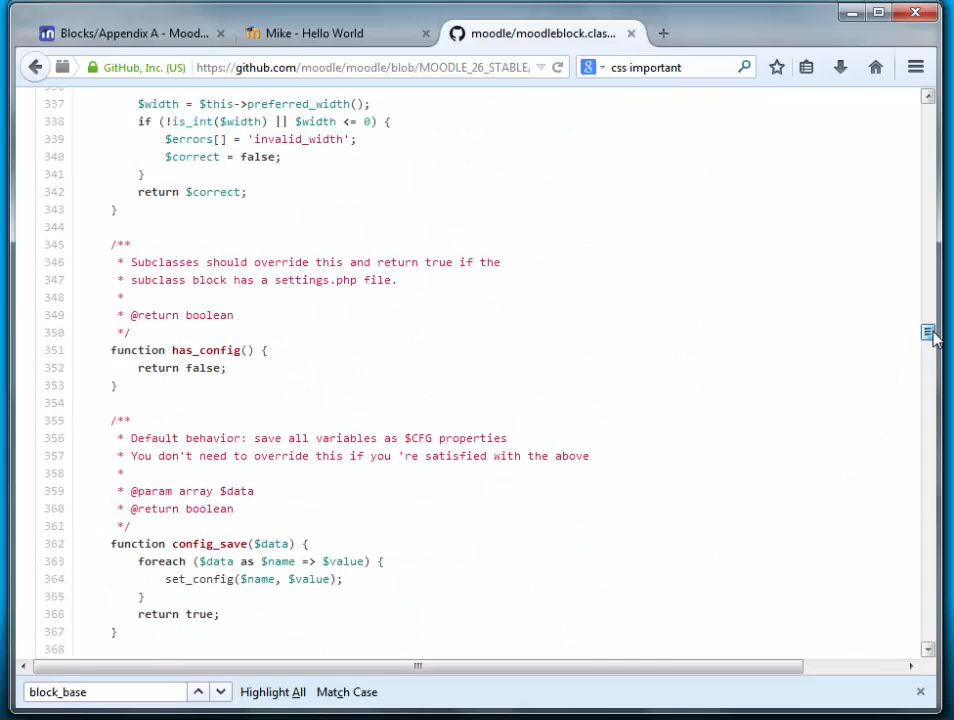 Blocks/Appendix A - Mood...
Mike - Hello World
moodle/moodleblock.clas...
GitHub, Inc. (US)
https://github.com/moodle/moodle/blob/MOODLE_26_STABLE,
css important
337 $width = $this->preferred_width();
338 if (!is_int($width) || $width <= 0) {
339 $errors[] = 'invalid_width';
340 $correct = false;
341 }
342 return $correct;
343 }
344
345 /**
346 * Subclasses should override this and return true if the
347 * subclass block has a settings.php file.
348 *
349 * @return boolean
350 */
351 function has_config() {
352 return false;
353 }
354
355 /**
356 * Default behavior: save all variables as $CFG properties
357 * You don't need to override this if you 're satisfied with the above
358 *
359 * @param array $data
360 * @return boolean
361 */
362 function config_save($data) {
363 foreach ($data as $name => $value) {
364 set_config($name, $value);
365 }
366 return true;
367 }
368
block_base
Highlight All
Match Case